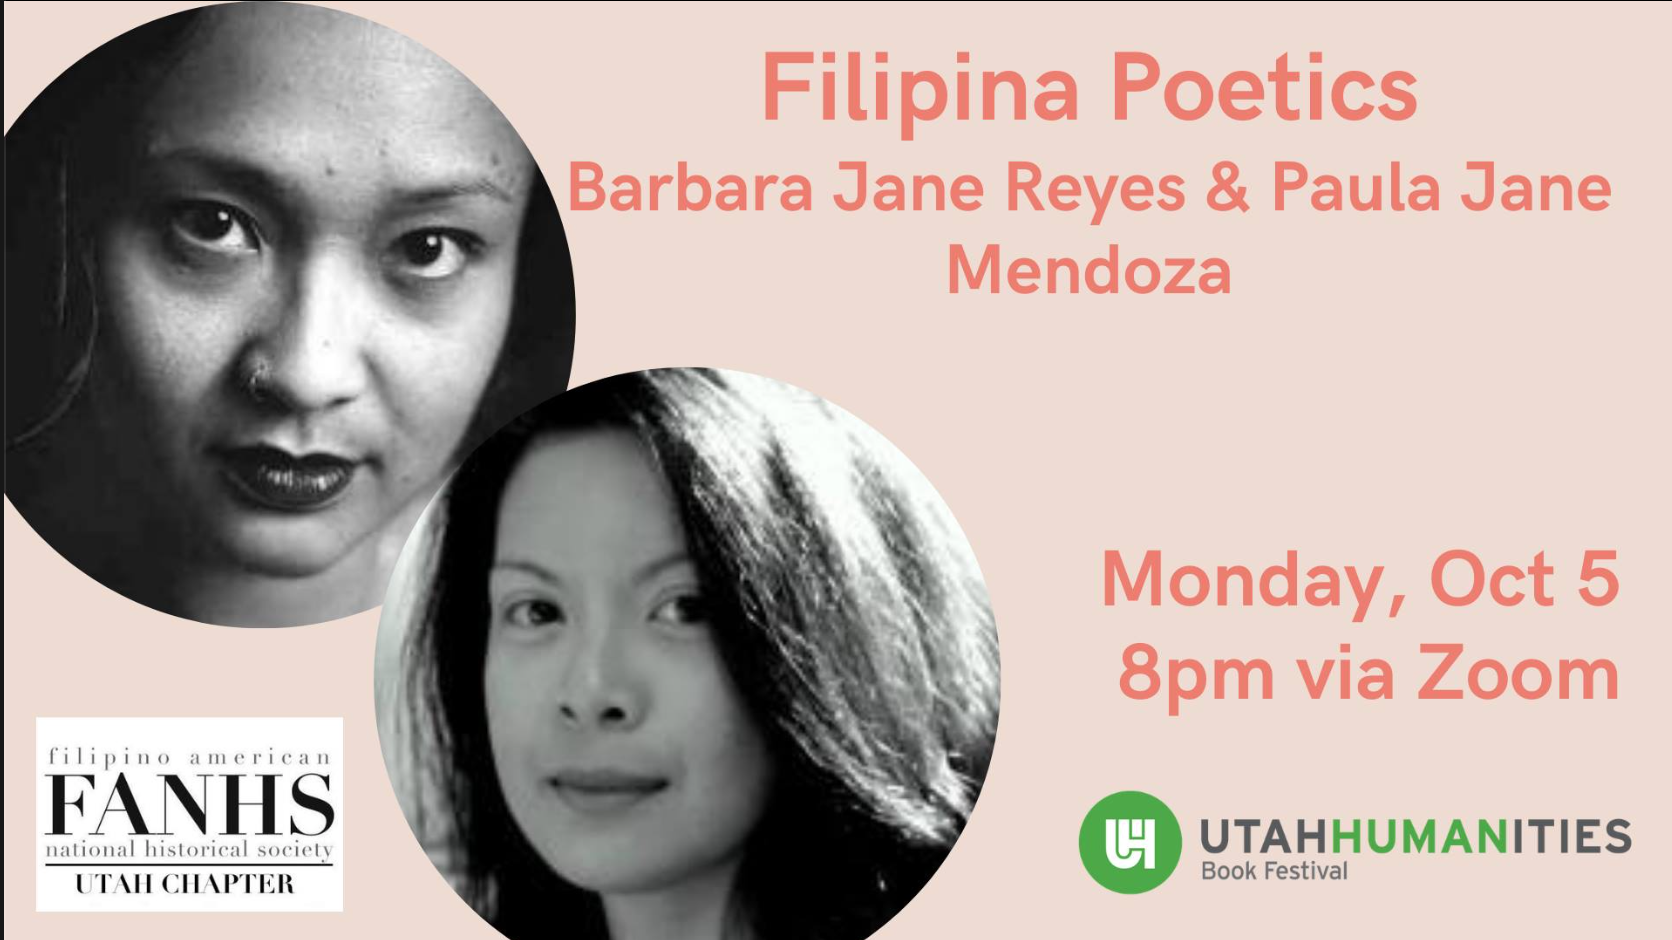 Filipina Poetics
Barbara Jane Reyes & Paula Jane
Mendoza
Monday, Oct 5
8pm via Zoom
filipino american
FANHS
national historical society
UTAH CHAPTER
UTAHHUMANITIES
Book Festival